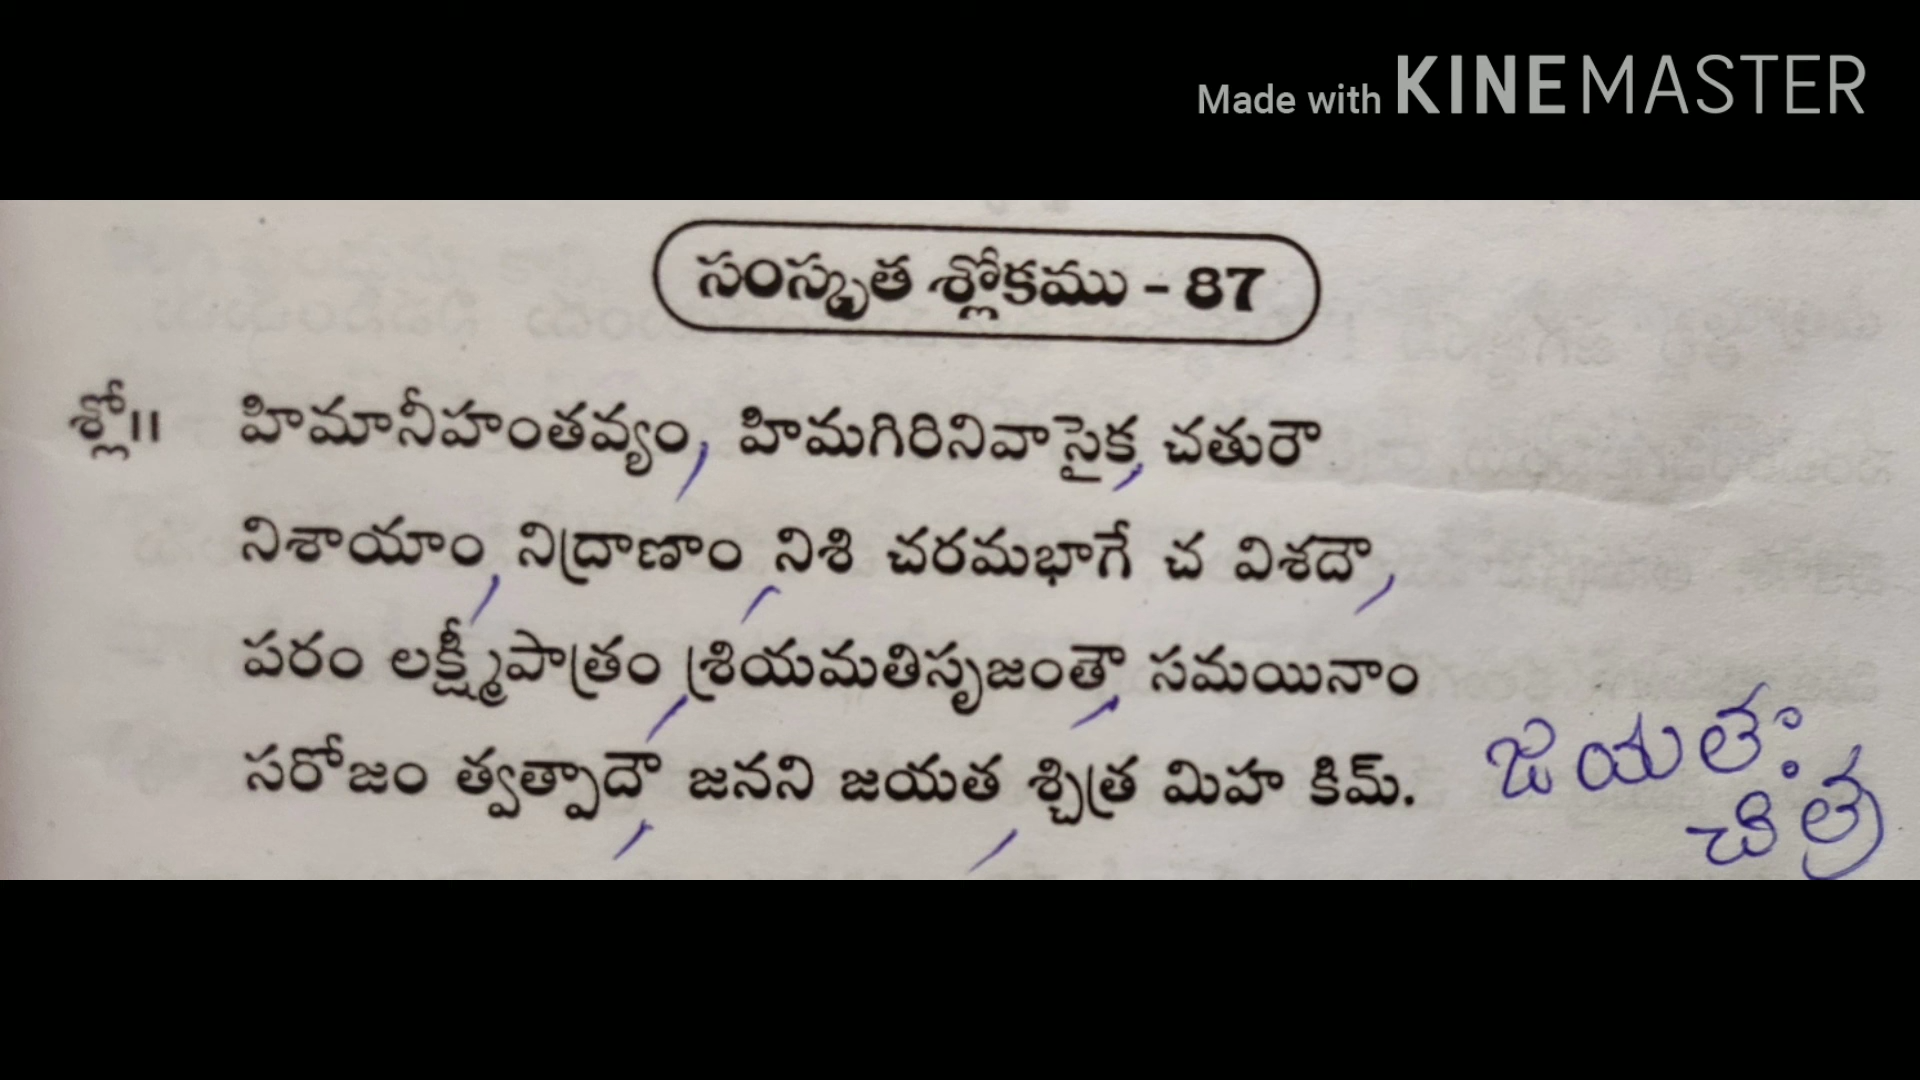 Made with KINEMASTER
సంస్కృత శ్లోకము - 87
శ్లో॥ హిమానీహంతవ్యం, హిమగిరినివాసైక, చతురౌ
నిశాయాం, నిద్రాణాం, నిశి చరమభాగే చ విశదౌ,
పరం లక్ష్మీపాత్రం, శ్రియమతిసృజంతౌ, సమయినాం
సరోజం త్వత్పాదౌ, జనని జయత, శ్చిత్ర మిహ కిమ్.
జయతః
చిత్ర